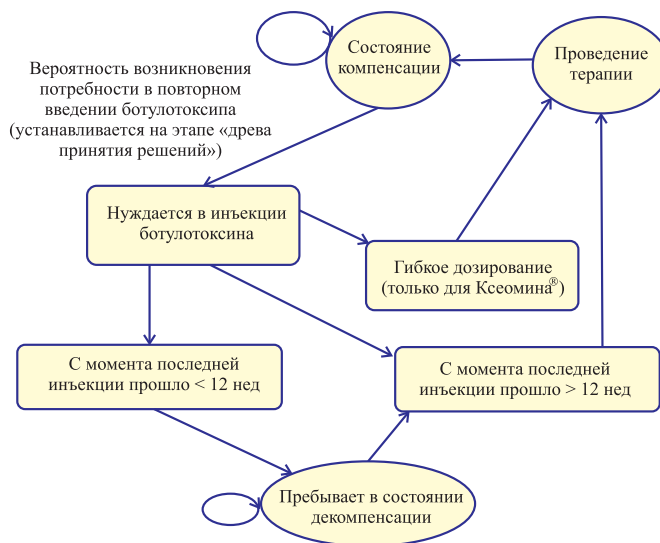 Состояние
компенсации
Проведение
терапии
Вероятность возникновения
потребности в повторном
введении ботулотоксипа
(устанавливается на этапе «древа
принятия решений»)
Нуждается в инъекции
ботулотоксина
Гибкое дозирование
(только для Ксеомина®)
С момента последней
инъекции прошло < 12 нед
С момента последней
инъекции прошло > 12 нед
Пребывает в состоянии
декомпенсации